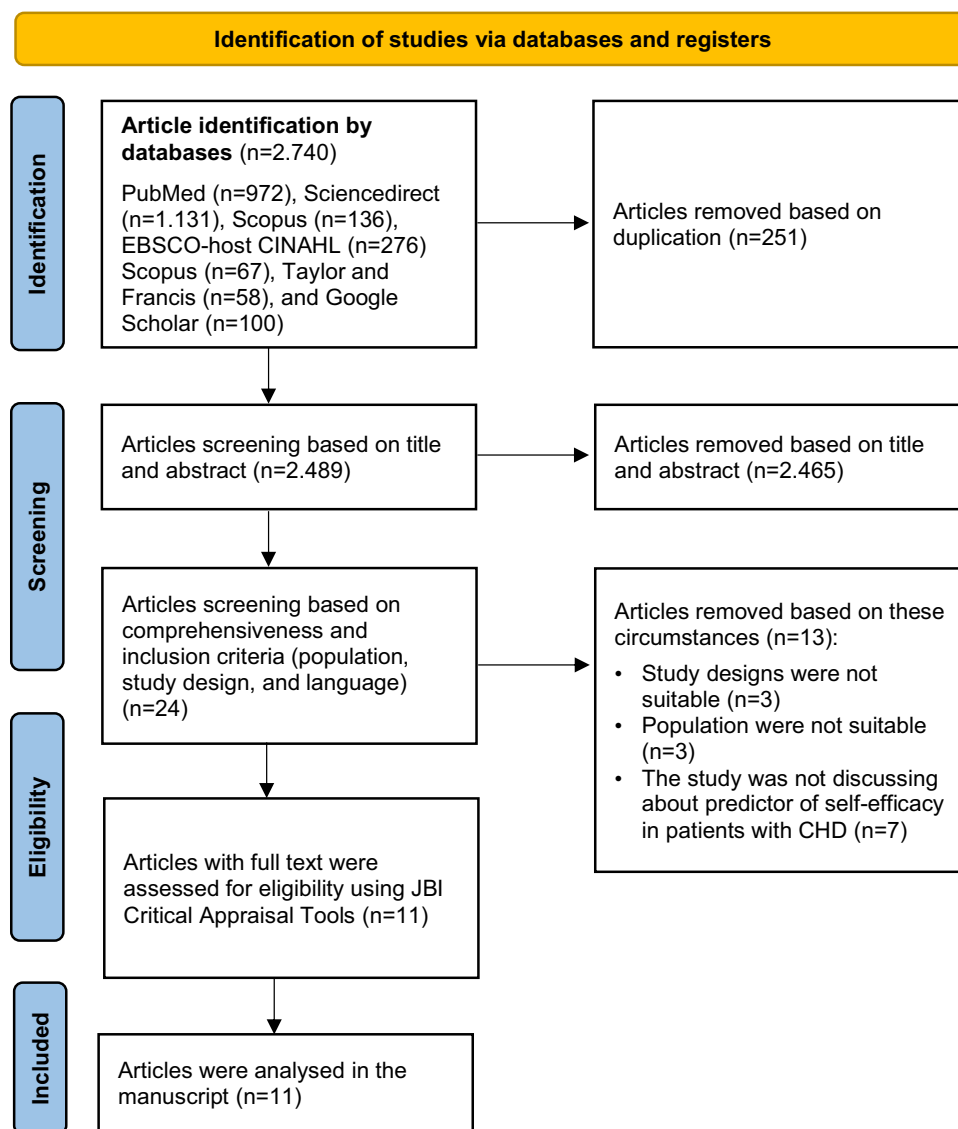 Identification of studies via databases and registers
Identification
Article identification by
databases (n=2.740)
PubMed (n=972), Sciencedirect
(n=1.131), Scopus (n=136),
EBSCO-host CINAHL (n=276)
Scopus (n=67), Taylor and
Francis (n=58), and Google
Scholar (n=100)
Articles removed based on
duplication (n=251)
Screening
Articles screening based on title
and abstract (n=2.489)
Articles removed based on title
and abstract (n=2.465)
Articles screening based on
comprehensiveness and
inclusion criteria (population,
study design, and language)
(n=24)
Articles removed based on these
circumstances (n=13):
• Study designs were not
suitable (n=3)
• Population were not suitable
(n=3)
• The study was not discussing
about predictor of self-efficacy
in patients with CHD (n=7)
Eligibility
Articles with full text were
assessed for eligibility using JBI
Critical Appraisal Tools (n=11)
Included
Articles were analysed in the
manuscript (n=11)